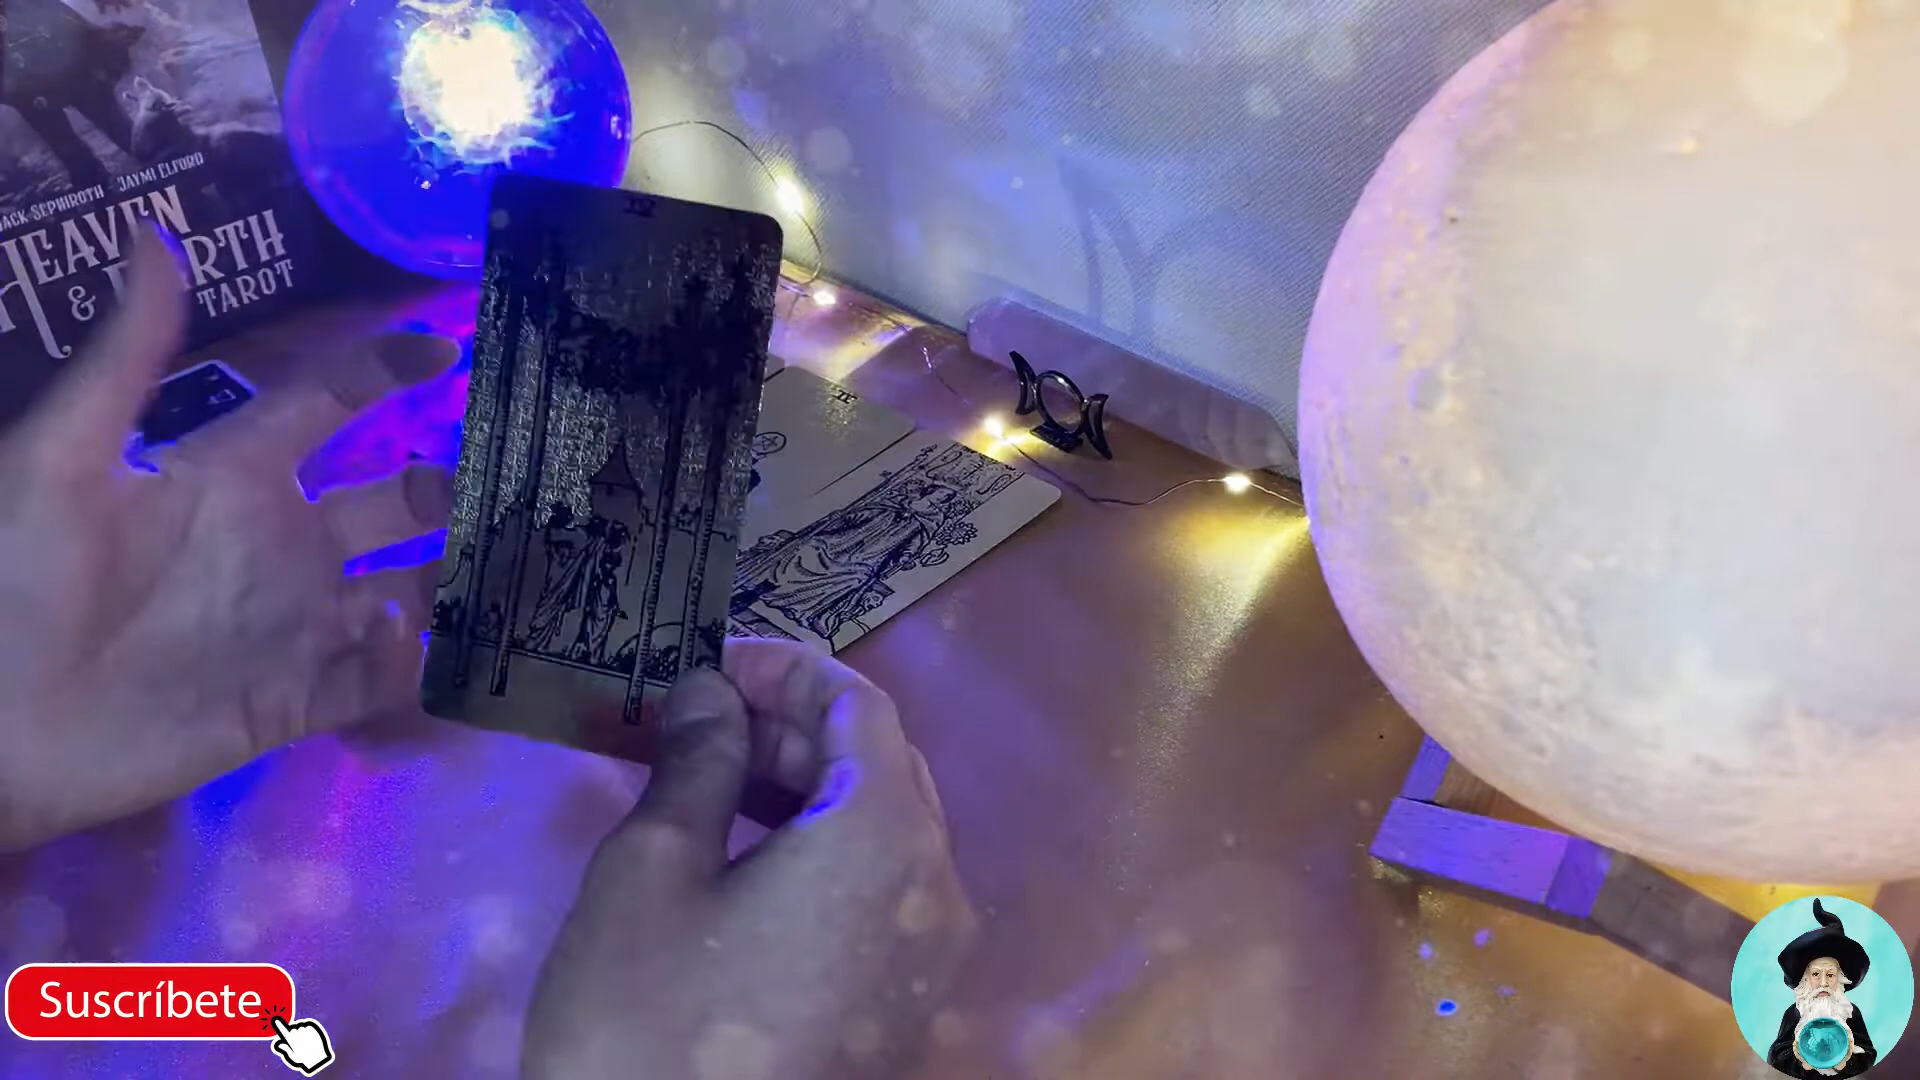 JACK SEPHIROTH JAYMI ELFORD
HEAVEN
& EARTH
TAROT
Suscríbete